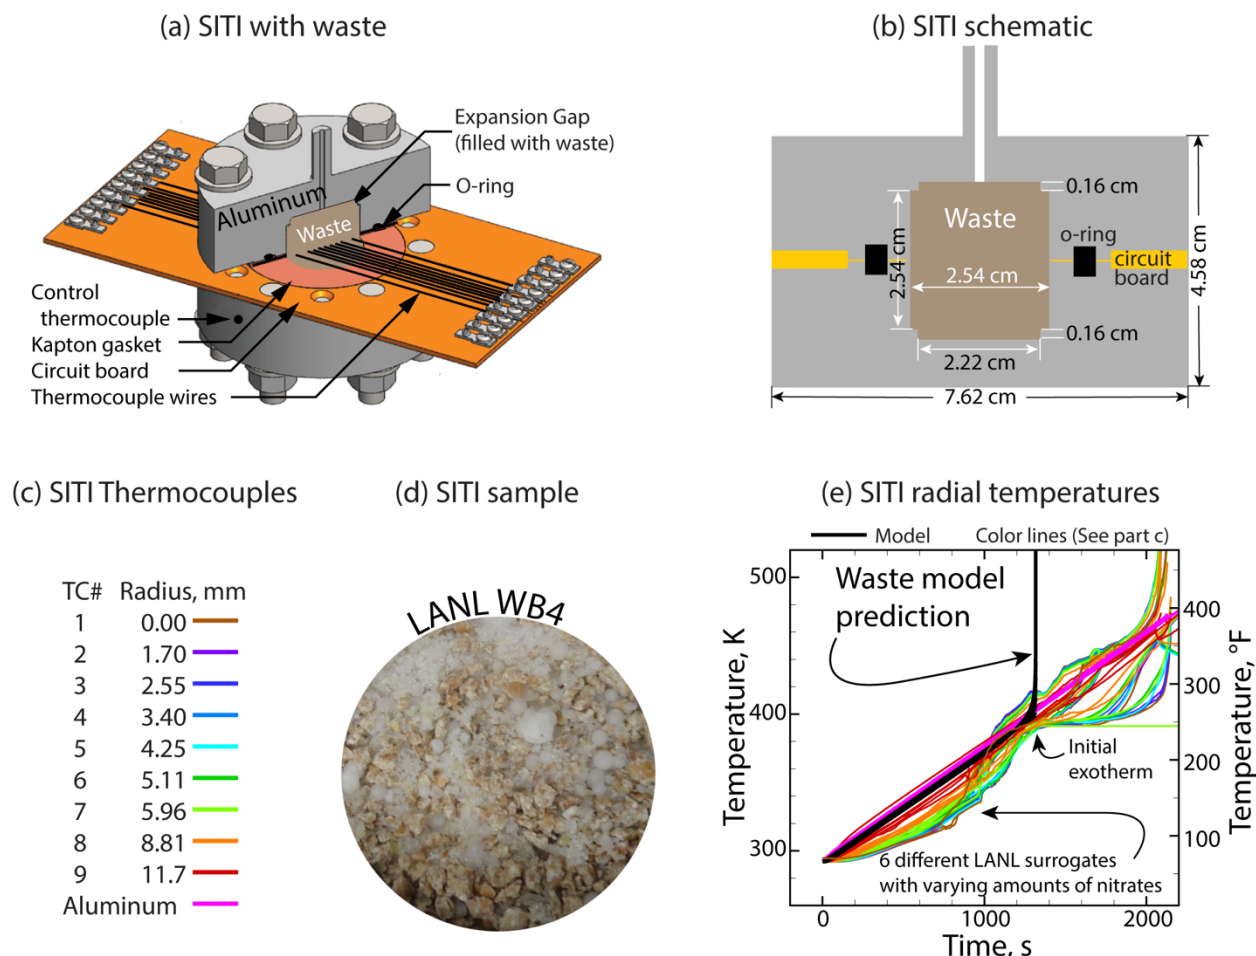 (a) SITI with waste
Expansion Gap
(filled with waste)
O-ring
Aluminum
Waste
Control
thermocouple
Kapton gasket
Circuit board
Thermocouple wires
(b) SITI schematic
0.16 cm
Waste
o-ring
circuit
board
2.54 cm
2.54 cm
4.58 cm
0.16 cm
2.22 cm
7.62 cm
(c) SITI Thermocouples
TC# Radius, mm
1 0.00
2 1.70
3 2.55
4 3.40
5 4.25
6 5.11
7 5.96
8 8.81
9 11.7
Aluminum
(d) SITI sample
LANL WB4
(e) SITI radial temperatures
Model Color lines (See part c)
Waste model
prediction
Initial
exotherm
6 different LANL surrogates
with varying amounts of nitrates
Temperature, K
500
400
300
Temperature, °F
400
300
200
100
0 1000 2000
Time, s